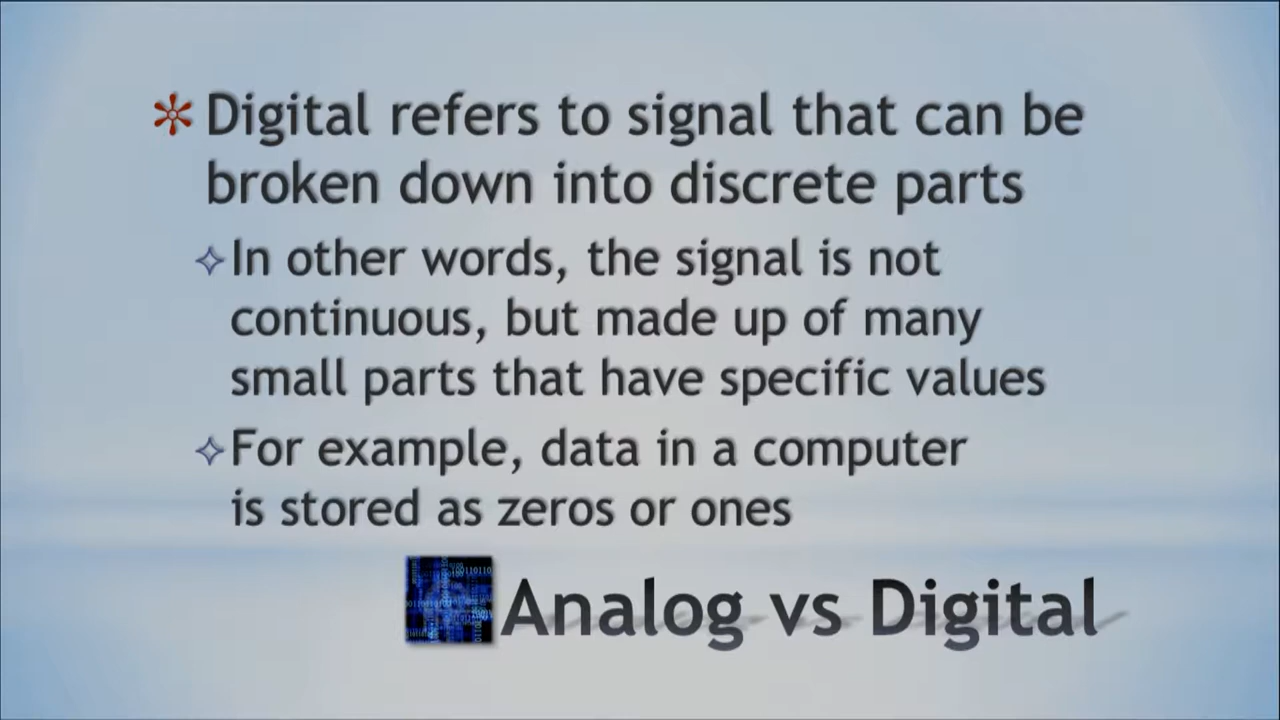 Digital refers to signal that can be
broken down into discrete parts
In other words, the signal is not
continuous, but made up of many
small parts that have specific values
For example, data in a computer
is stored as zeros or ones
Analog vs Digital